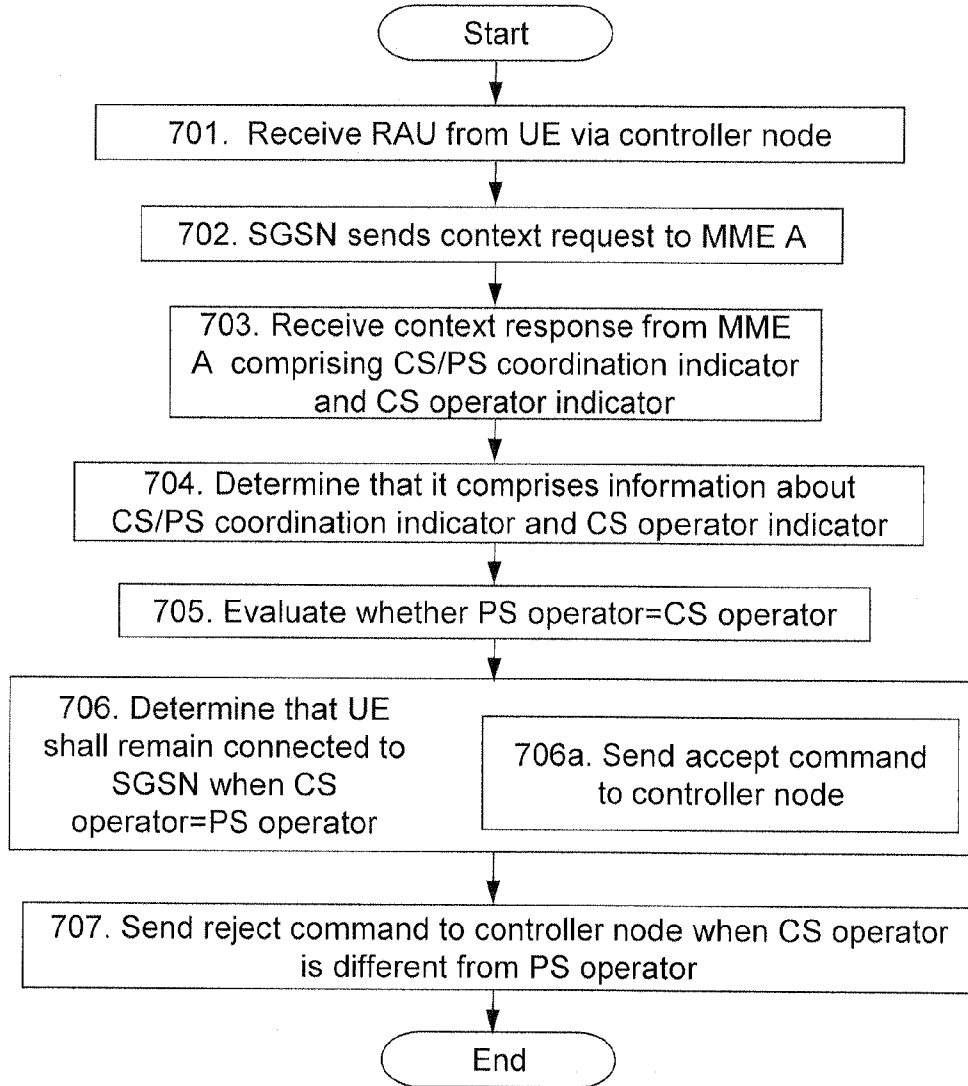 Start
701. Receive RAU from UE via controller node
702. SGSN sends context request to MME A
703. Receive context response from MME
A comprising CS/PS coordination indicator
and CS operator indicator
704. Determine that it comprises information about
CS/PS coordination indicator and CS operator indicator
705. Evaluate whether PS operator=CS operator
706. Determine that UE
shall remain connected to
SGSN when CS
operator=PS operator
706a. Send accept command
to controller node
707. Send reject command to controller node when CS operator
is different from PS operator
End